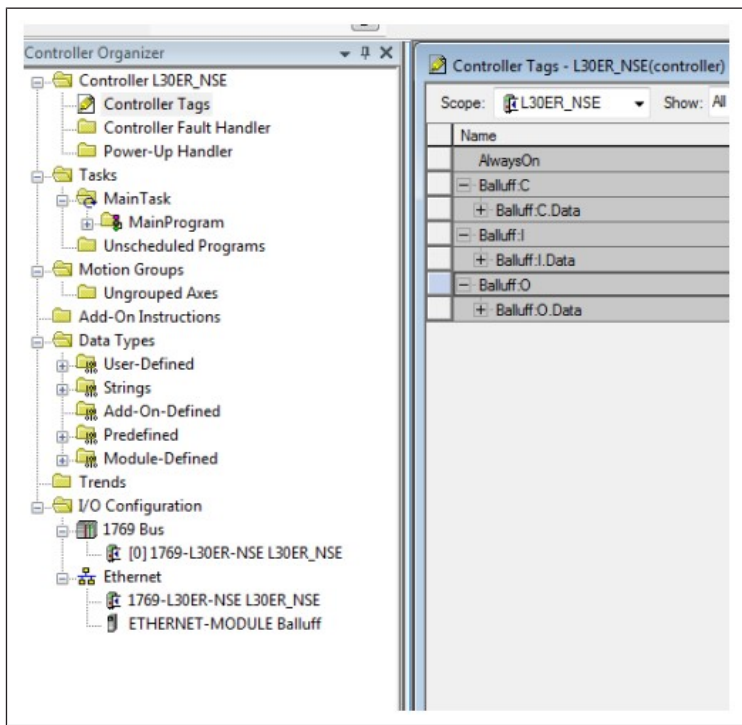 Controller Organizer
Controller L30ER_NSE
Controller Tags
Controller Fault Handler
Power-Up Handler
Tasks
MainTask
MainProgram
Unscheduled Programs
Motion Groups
Ungrouped Axes
Add-On Instructions
Data Types
User-Defined
Strings
Add-On-Defined
Predefined
Module-Defined
Trends
I/O Configuration
1769 Bus
[0] 1769-L30ER-NSE L30ER_NSE
Ethernet
1769-L30ER-NSE L30ER_NSE
ETHERNET-MODULE Balluff
Controller Tags - L30ER_NSE(controller)
Scope: L30ER_NSE Show: All
Name
AlwaysOn
Balluff:C
Balluff:C.Data
Balluff:I
Balluff:I.Data
Balluff:O
Balluff:O.Data